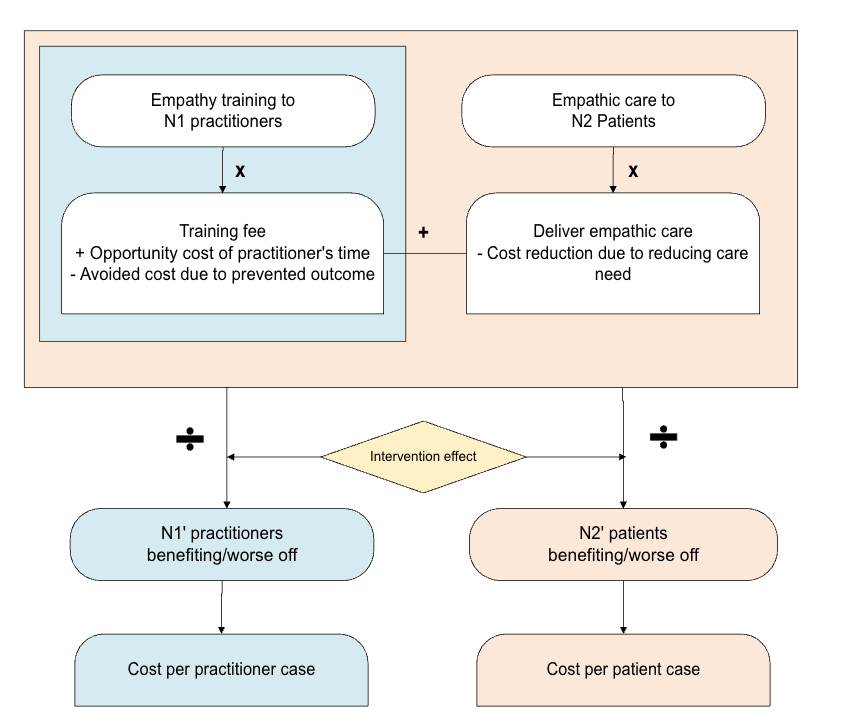 Empathy training to
N1 practitioners
Empathic care to
N2 Patients
x
x
Training fee
+ Opportunity cost of practitioner's time
- Avoided cost due to prevented outcome
+
Deliver empathic care
- Cost reduction due to reducing care
need
÷
÷
Intervention effect
N1' practitioners
benefiting/worse off
N2' patients
benefiting/worse off
Cost per practitioner case
Cost per patient case